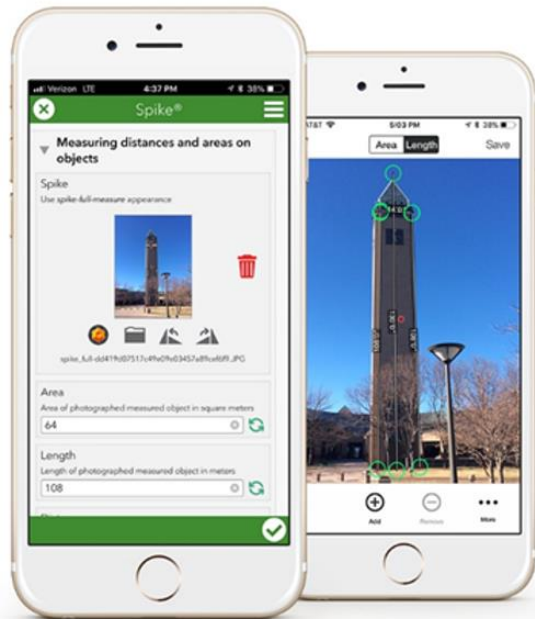 Verizon LTE 4:37 PM 38%
Spike®
Measuring distances and areas on
objects
Spike
Use spike-full-measure appearance
Area
Area of photographed measured object in square meters
64
Length
Length of photographed measured object in meters
108
AT&T 5:03 PM 38%
Area Length Save
Add Remove More